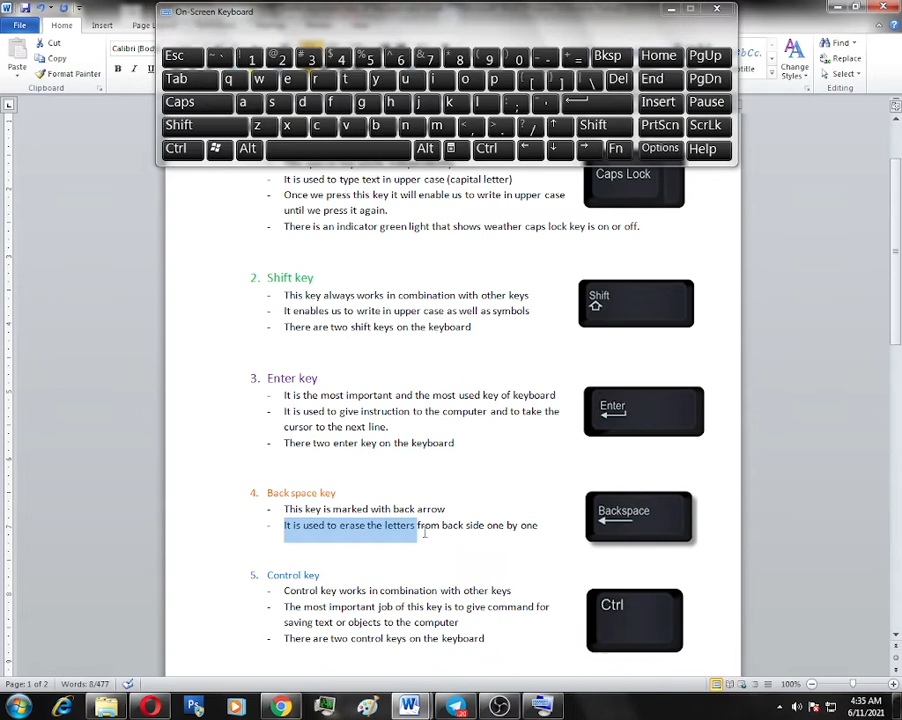 On-Screen Keyboard
File Home Insert Page L
Cut
Copy
Format Painter
Paste
Clipboard
Calibri (Body)
B I
Change
Styles
Find
Replace
Select
Editing
Esc ~ ` ! 1 @ 2 # 3 $ 4 % 5 ^ 6 & 7 * 8 ( 9 ) 0 _ - + = Bksp Home PgUp
Tab q w e r t y u i o p { [ } ] | \ Del End PgDn
Caps a s d f g h j k l : ; " ' Insert Pause
Shift z x c v b n m < , > . ? / ↑ Shift PrtScn ScrLk
Ctrl Alt Alt Ctrl ← ↓ → Fn Options Help
- It is used to type text in upper case (capital letter)
- Once we press this key it will enable us to write in upper case
until we press it again.
- There is an indicator green light that shows weather caps lock key is on or off.
Caps Lock
2. Shift key
- This key always works in combination with other keys
- It enables us to write in upper case as well as symbols
- There are two shift keys on the keyboard
Shift
3. Enter key
- It is the most important and the most used key of keyboard
- It is used to give instruction to the computer and to take the
cursor to the next line.
- There two enter key on the keyboard
Enter
4. Back space key
- This key is marked with back arrow
- It is used to erase the letters from back side one by one
Backspace
5. Control key
- Control key works in combination with other keys
- The most important job of this key is to give command for
saving text or objects to the computer
- There are two control keys on the keyboard
Ctrl
Page: 1 of 2 Words: 8/477
100%
4:35 AM
6/11/2021